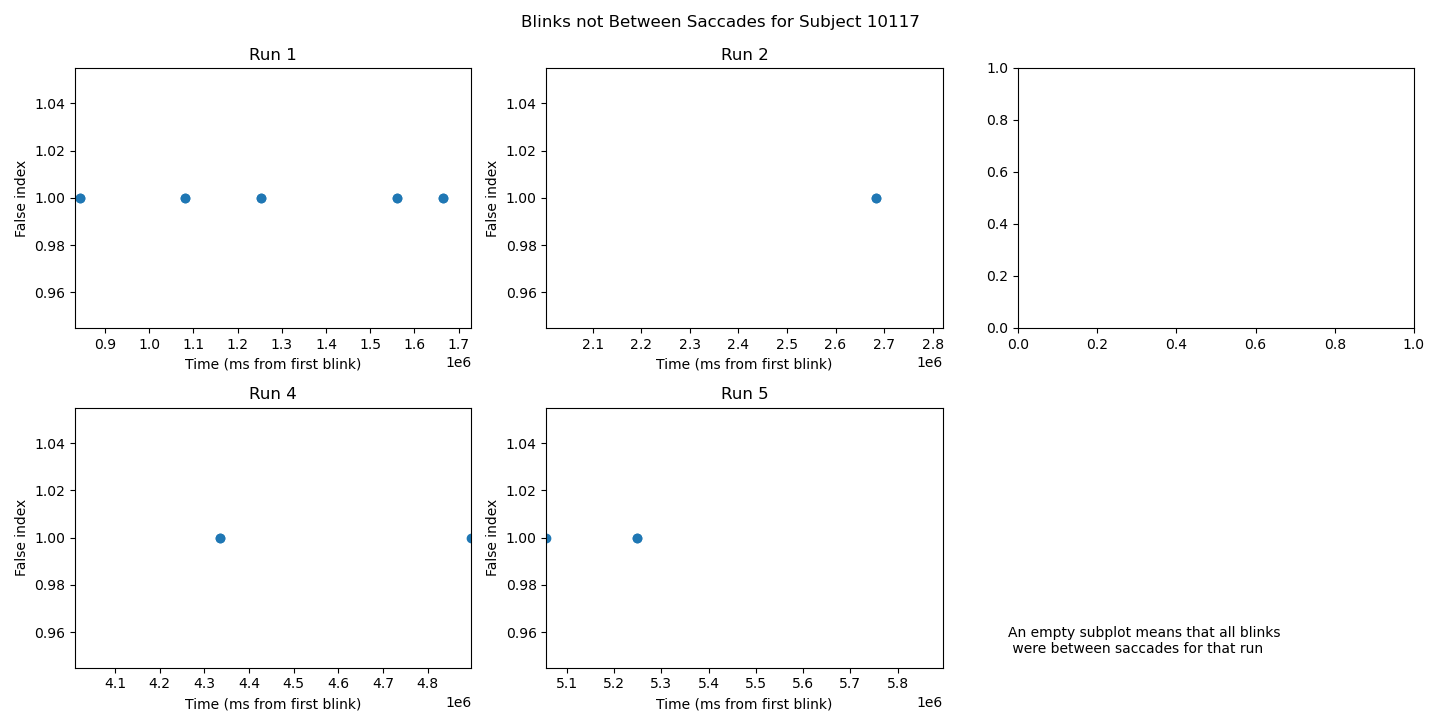 Blinks not Between Saccades for Subject 10117
Run 1
1.04
1.02
1.00
0.98
0.96
False index
0.9 1.0 1.1 1.2 1.3 1.4 1.5 1.6 1.7
1e6
Time (ms from first blink)
Run 2
1.04
1.02
1.00
0.98
0.96
False index
2.1 2.2 2.3 2.4 2.5 2.6 2.7 2.8
1e6
Time (ms from first blink)
1.0
0.8
0.6
0.4
0.2
0.0
0.0 0.2 0.4 0.6 0.8 1.0
Run 4
1.04
1.02
1.00
0.98
0.96
False index
4.1 4.2 4.3 4.4 4.5 4.6 4.7 4.8
1e6
Time (ms from first blink)
Run 5
1.04
1.02
1.00
0.98
0.96
False index
5.1 5.2 5.3 5.4 5.5 5.6 5.7 5.8
1e6
Time (ms from first blink)
An empty subplot means that all blinks
were between saccades for that run